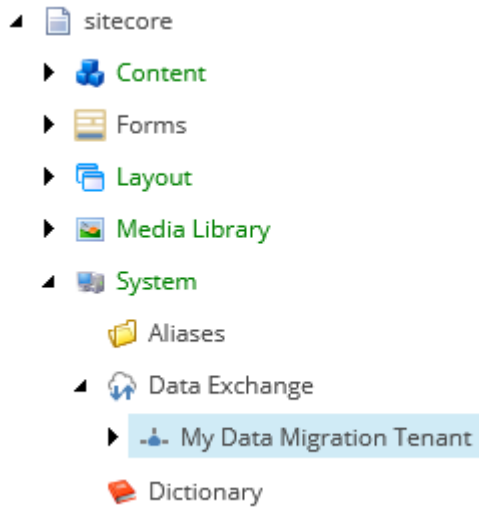 sitecore
Content
Forms
Layout
Media Library
System
Aliases
Data Exchange
My Data Migration Tenant
Dictionary